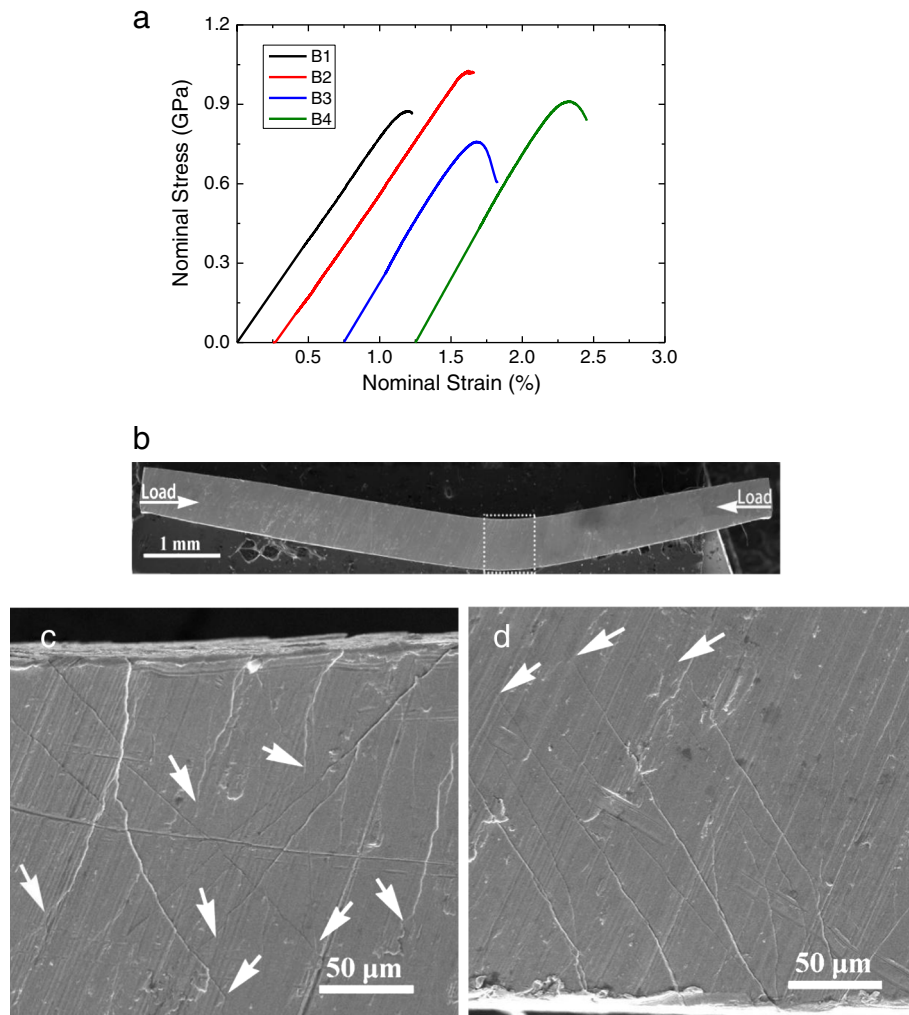 a
1.2
0.9
0.6
0.3
0.0
Nominal Stress (GPa)
B1
B2
B3
B4
0.5 1.0 1.5 2.0 2.5 3.0
Nominal Strain (%)
b
Load
Load
1 mm
c
50 µm
d
50 µm